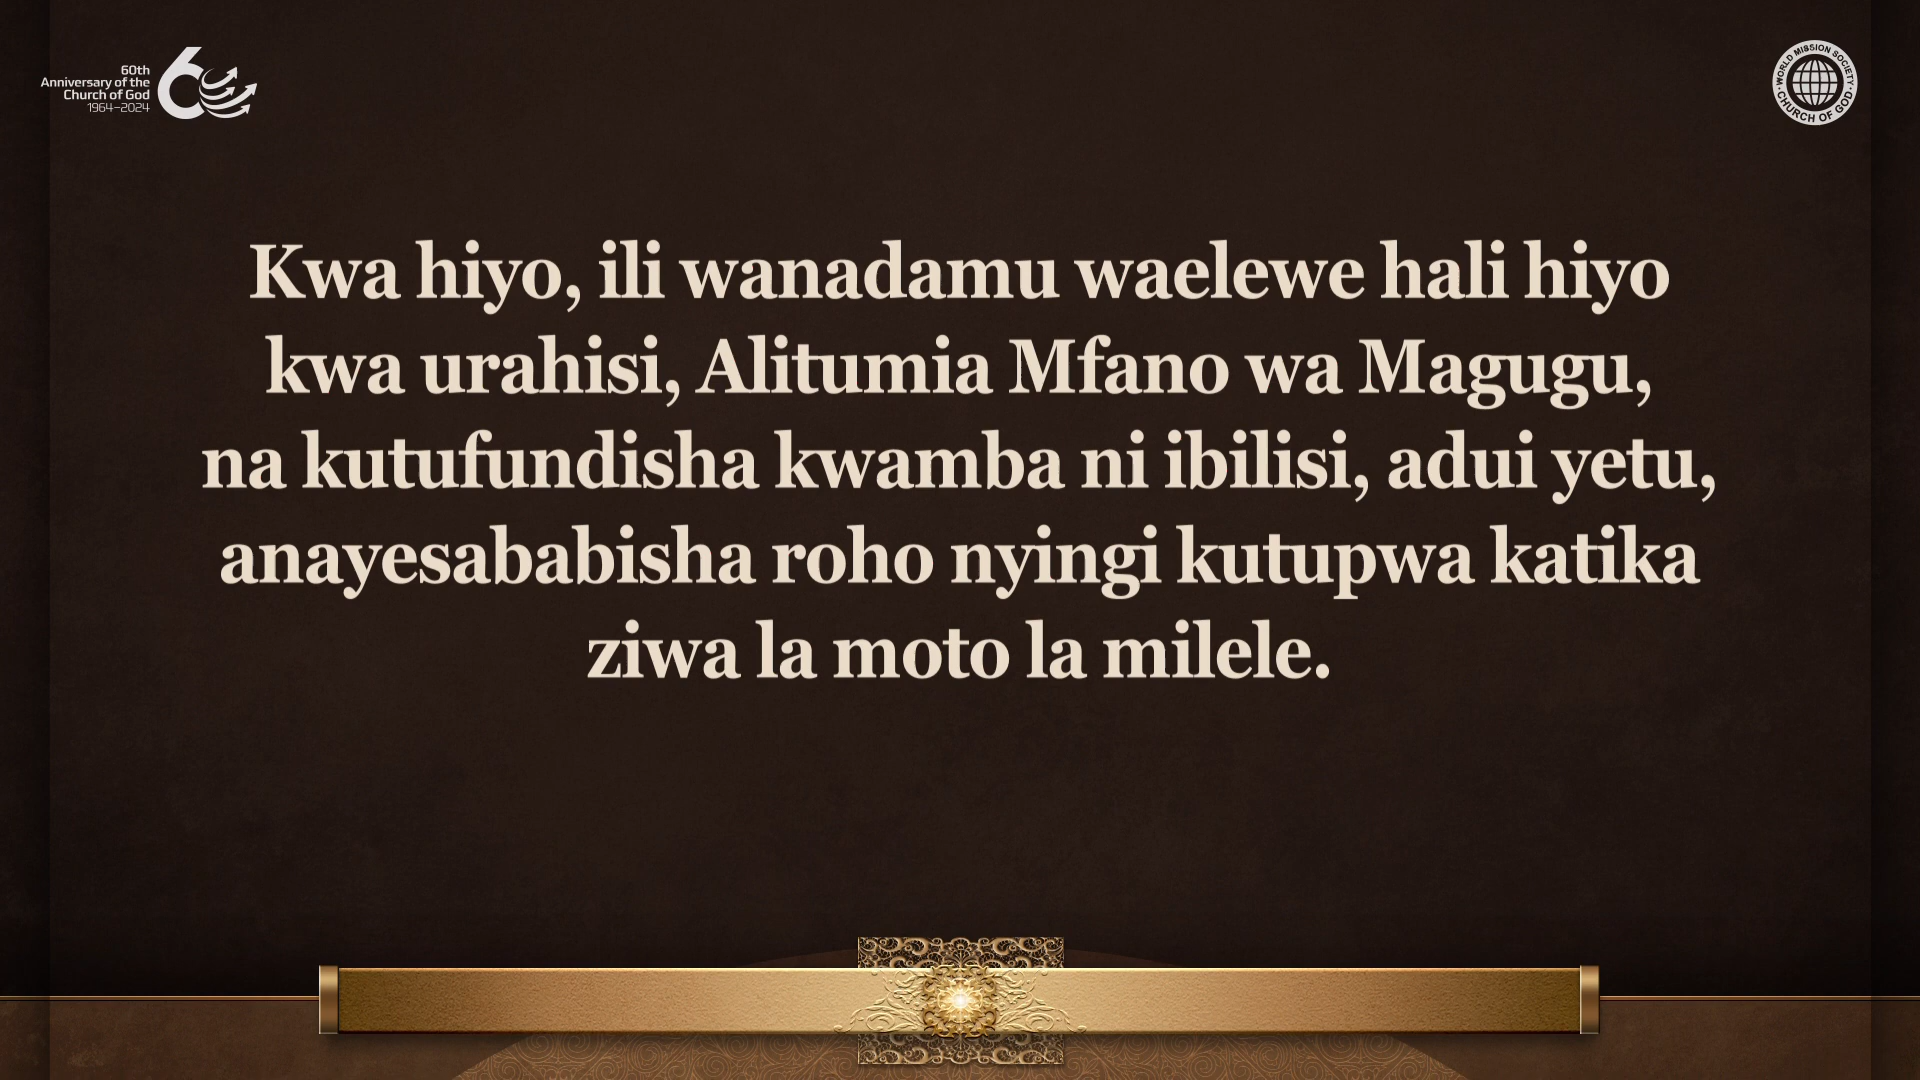 60th
Anniversary of the
Church of God
1964–2024
WORLD MISSION SOCIETY
CHURCH OF GOD
Kwa hiyo, ili wanadamu waelewe hali hiyo
kwa urahisi, Alitumia Mfano wa Magugu,
na kutufundisha kwamba ni ibilisi, adui yetu,
anayesababisha roho nyingi kutupwa katika
ziwa la moto la milele.